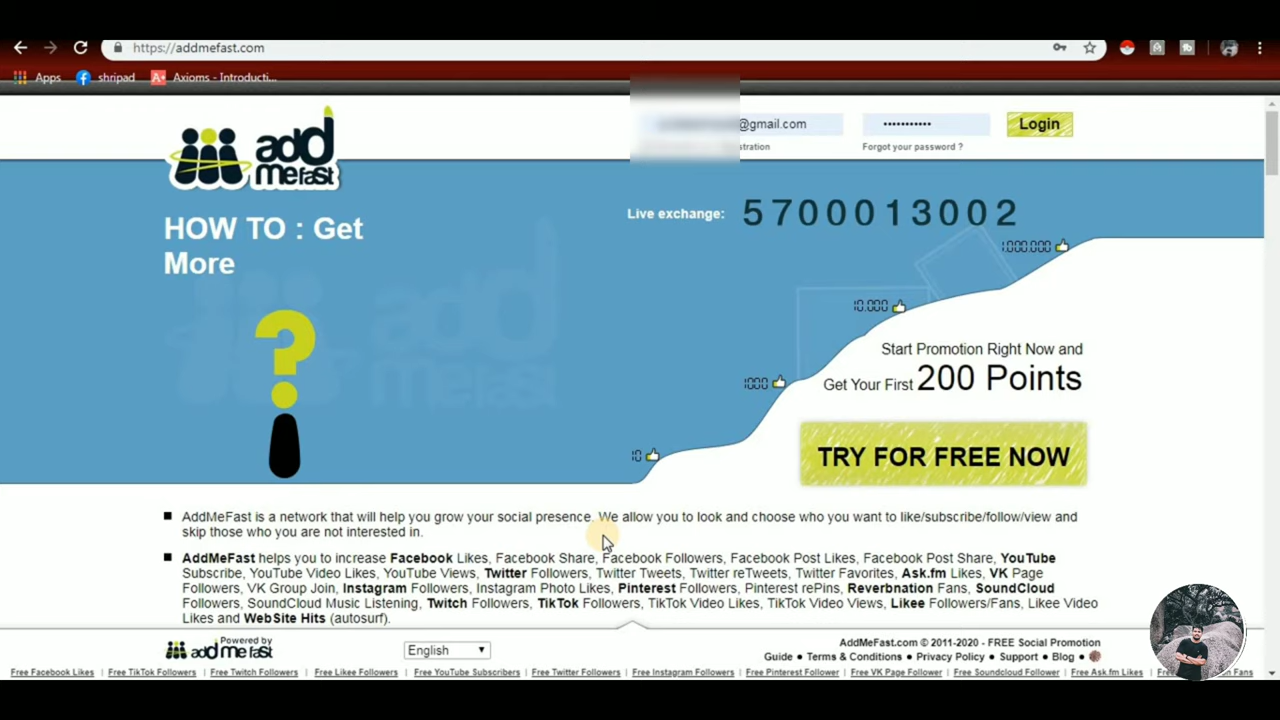 https://addmefast.com
Apps
shripad
Axioms - Introducti...
add
me fast
@gmail.com
•••••••••••
Login
Forgot your password ?
HOW TO : Get
More
?
Live exchange: 5700013002
1.000.000
10.000
1000
10
Start Promotion Right Now and
Get Your First 200 Points
TRY FOR FREE NOW
AddMeFast is a network that will help you grow your social presence. We allow you to look and choose who you want to like/subscribe/follow/view and
skip those who you are not interested in.
AddMeFast helps you to increase Facebook Likes, Facebook Share, Facebook Followers, Facebook Post Likes, Facebook Post Share, YouTube
Subscribe, YouTube Video Likes, YouTube Views, Twitter Followers, Twitter Tweets, Twitter reTweets, Twitter Favorites, Ask.fm Likes, VK Page
Followers, VK Group Join, Instagram Followers, Instagram Photo Likes, Pinterest Followers, Pinterest rePins, Reverbnation Fans, SoundCloud
Followers, SoundCloud Music Listening, Twitch Followers, TikTok Followers, TikTok Video Likes, TikTok Video Views, Likee Followers/Fans, Likee Video
Likes and WebSite Hits (autosurf).
Powered by
add me fast
English
AddMeFast.com © 2011-2020 - FREE Social Promotion
Guide • Terms & Conditions • Privacy Policy • Support • Blog •
Free Facebook Likes Free TikTok Followers Free Twitch Followers Free Likee Followers Free YouTube Subscribers Free Twitter Followers Free Instagram Followers Free Pinterest Follower Free VK Page Follower Free Soundcloud Follower Free Ask.fm Likes Fans